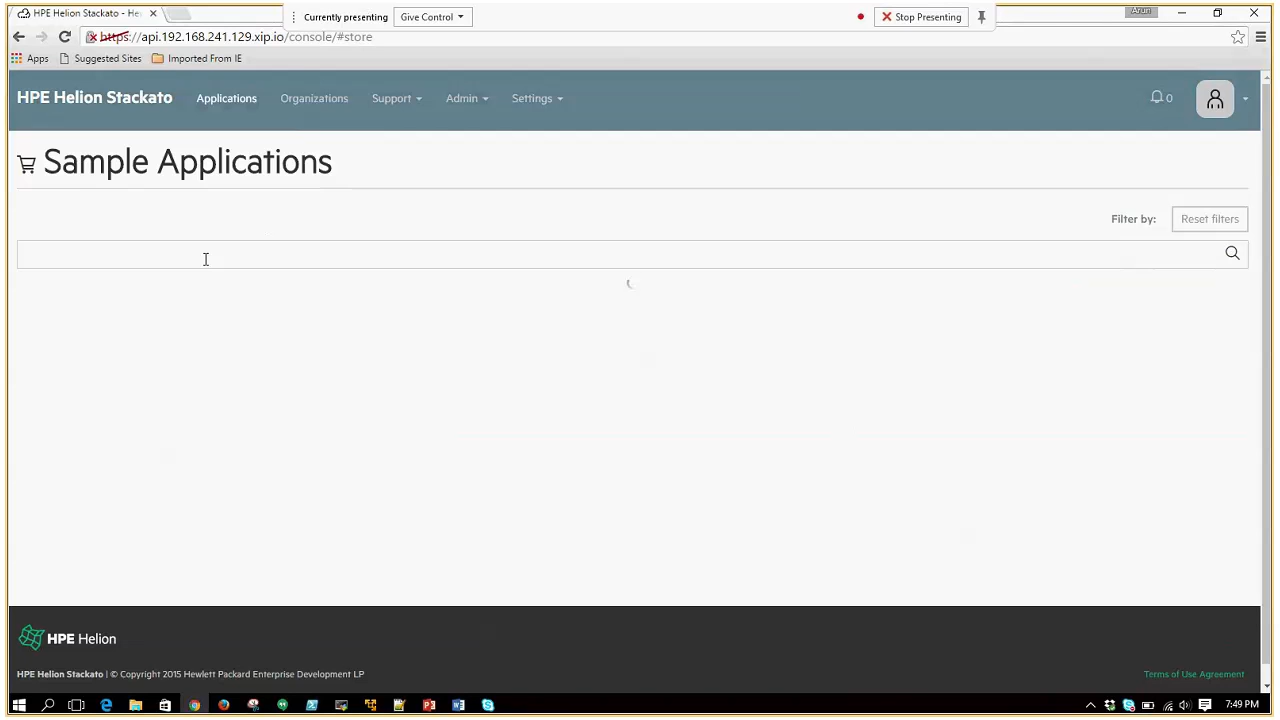 HPE Helion Stackato - He
Currently presenting
Give Control
Stop Presenting
Arun
https://api.192.168.241.129.xip.io/console/#store
Apps
Suggested Sites
Imported From IE
HPE Helion Stackato
Applications
Organizations
Support
Admin
Settings
0
Sample Applications
Filter by:
Reset filters
HPE Helion
HPE Helion Stackato | © Copyright 2015 Hewlett Packard Enterprise Development LP
Terms of Use Agreement
7:49 PM